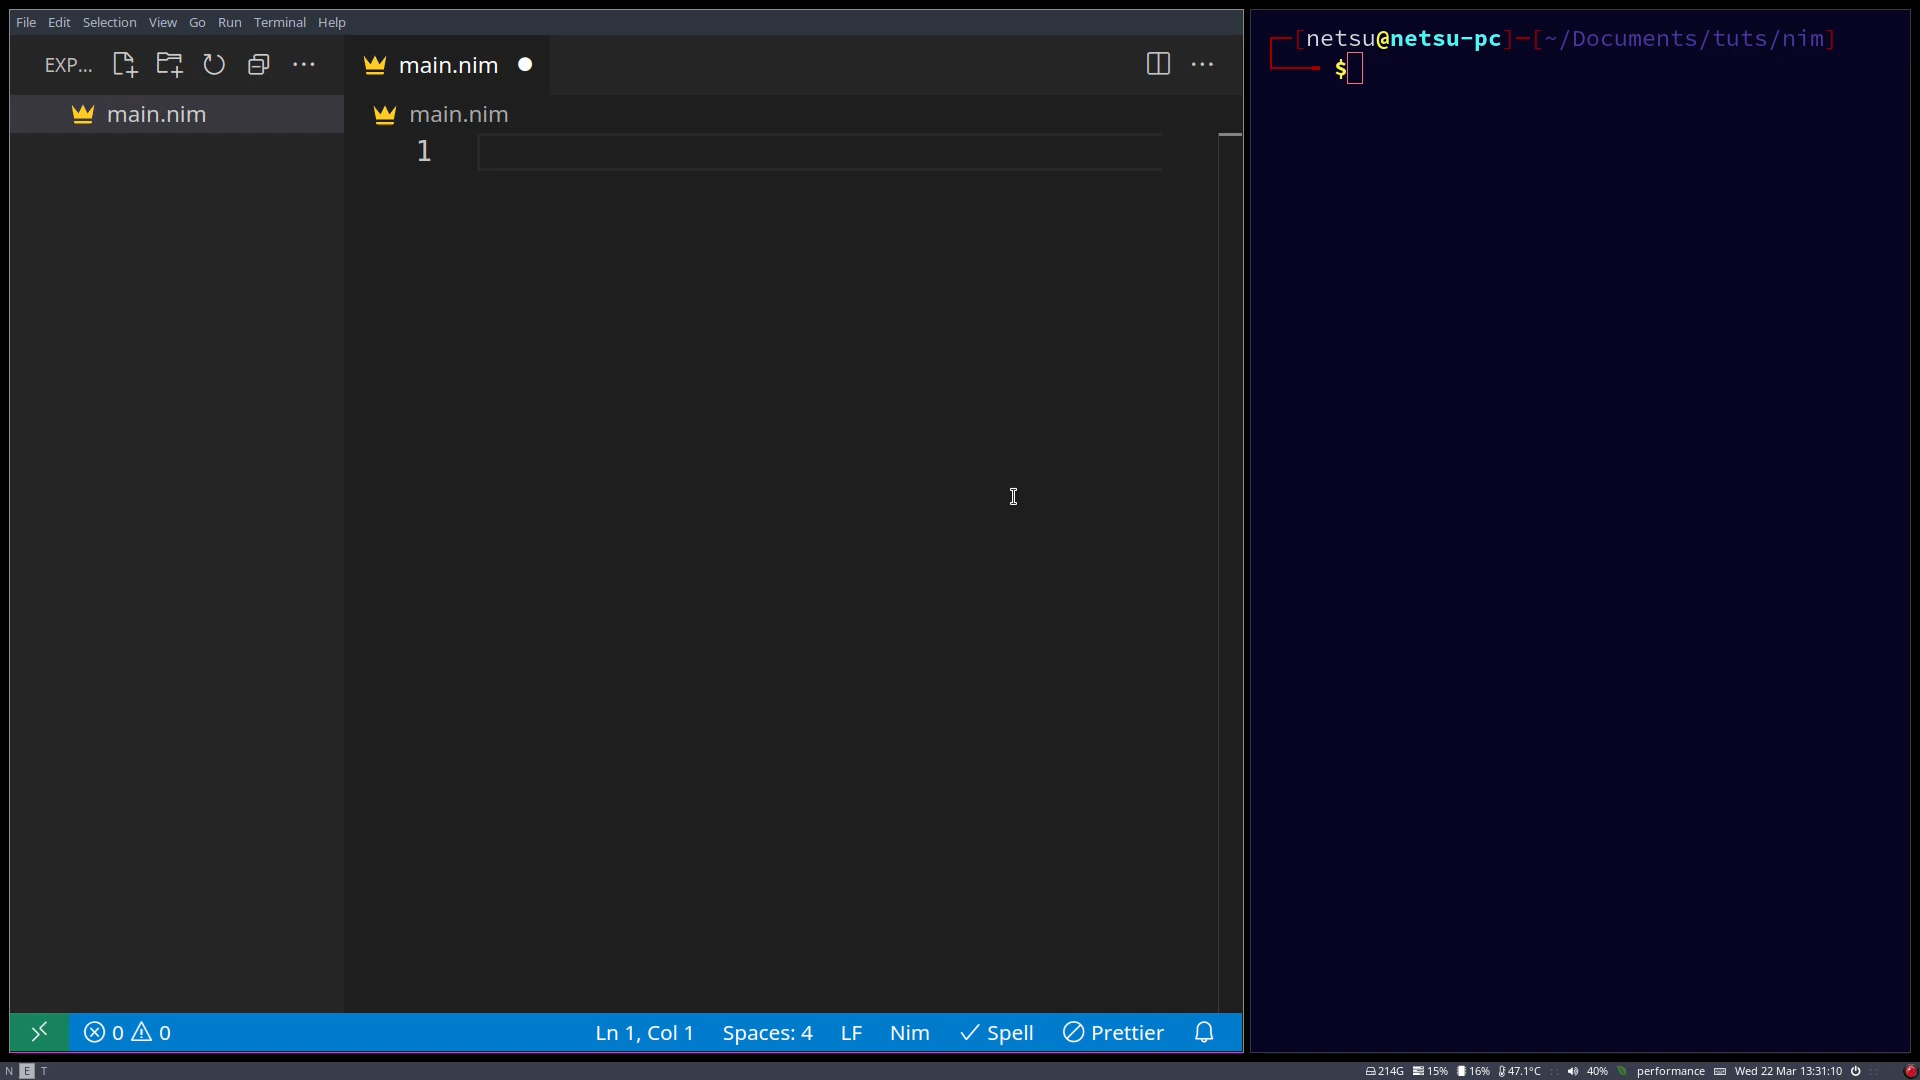 File Edit Selection View Go Run Terminal Help
EXP...
main.nim
main.nim
main.nim
1
Ln 1, Col 1 Spaces: 4 LF Nim Spell Prettier
0 0
[netsu@netsu-pc]-[~/Documents/tuts/nim]
$
N E T
214G 15% 16% 47.1°C 40% performance Wed 22 Mar 13:31:10